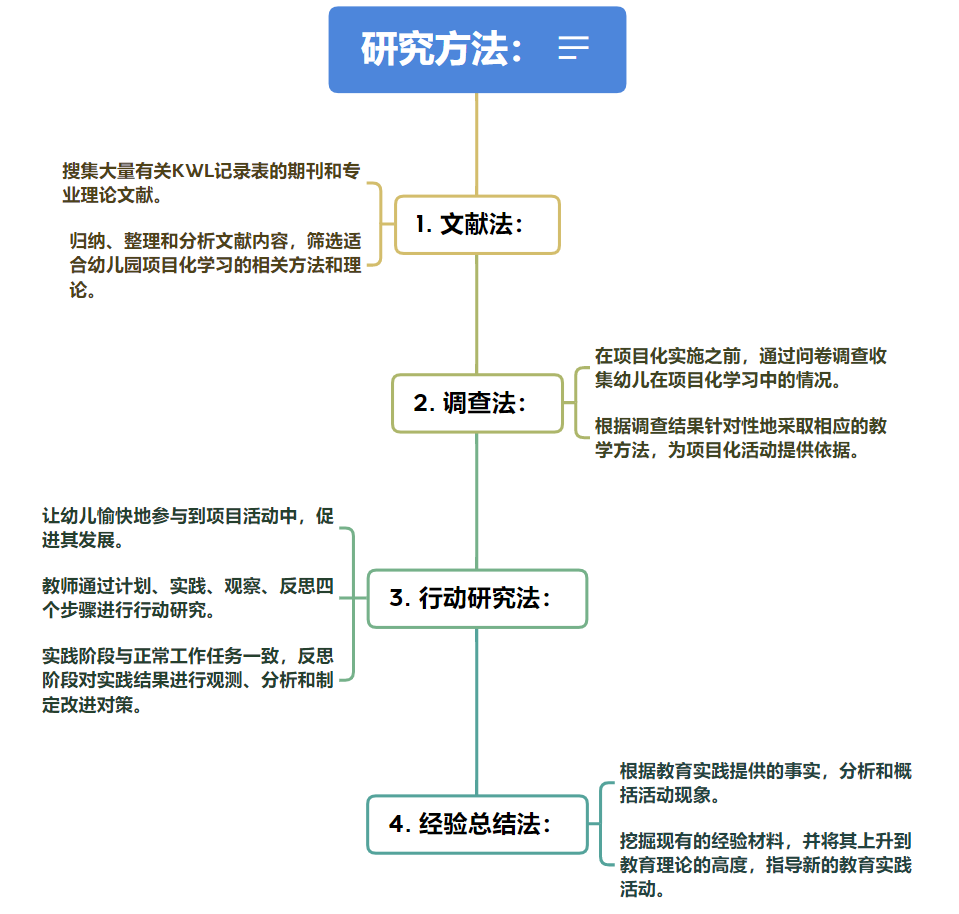 研究方法：
搜集大量有关KWL记录表的期刊和专
业理论文献。
1. 文献法：
归纳、整理和分析文献内容，筛选适
合幼儿园项目化学习的相关方法和理
论。
在项目化实施之前，通过问卷调查收
集幼儿在项目化学习中的情况。
2. 调查法：
根据调查结果针对性地采取相应的教
学方法，为项目化活动提供依据。
让幼儿愉快地参与到项目活动中，促
进其发展。
教师通过计划、实践、观察、反思四
个步骤进行行动研究。
3. 行动研究法：
实践阶段与正常工作任务一致，反思
阶段对实践结果进行观测、分析和制
定改进对策。
根据教育实践提供的事实，分析和概
括活动现象。
4. 经验总结法：
挖掘现有的经验材料，并将其上升到
教育理论的高度，指导新的教育实践
活动。